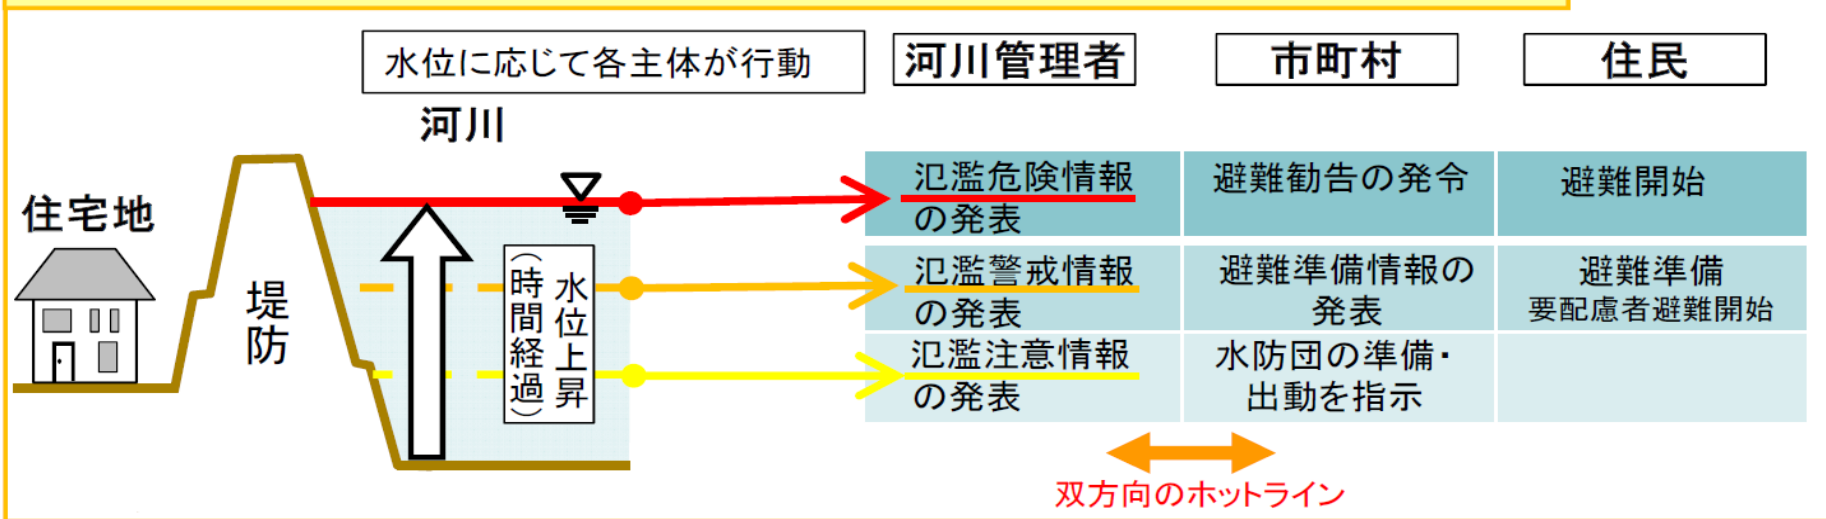 水位に応じて各主体が行動
河川管理者
市町村
住民
河川
住宅地
堤防
水位上昇
(時間経過)
氾濫危険情報
の発表
避難勧告の発令
避難開始
氾濫警戒情報
の発表
避難準備情報の
発表
避難準備
要配慮者避難開始
氾濫注意情報
の発表
水防団の準備・
出動を指示
双方向のホットライン